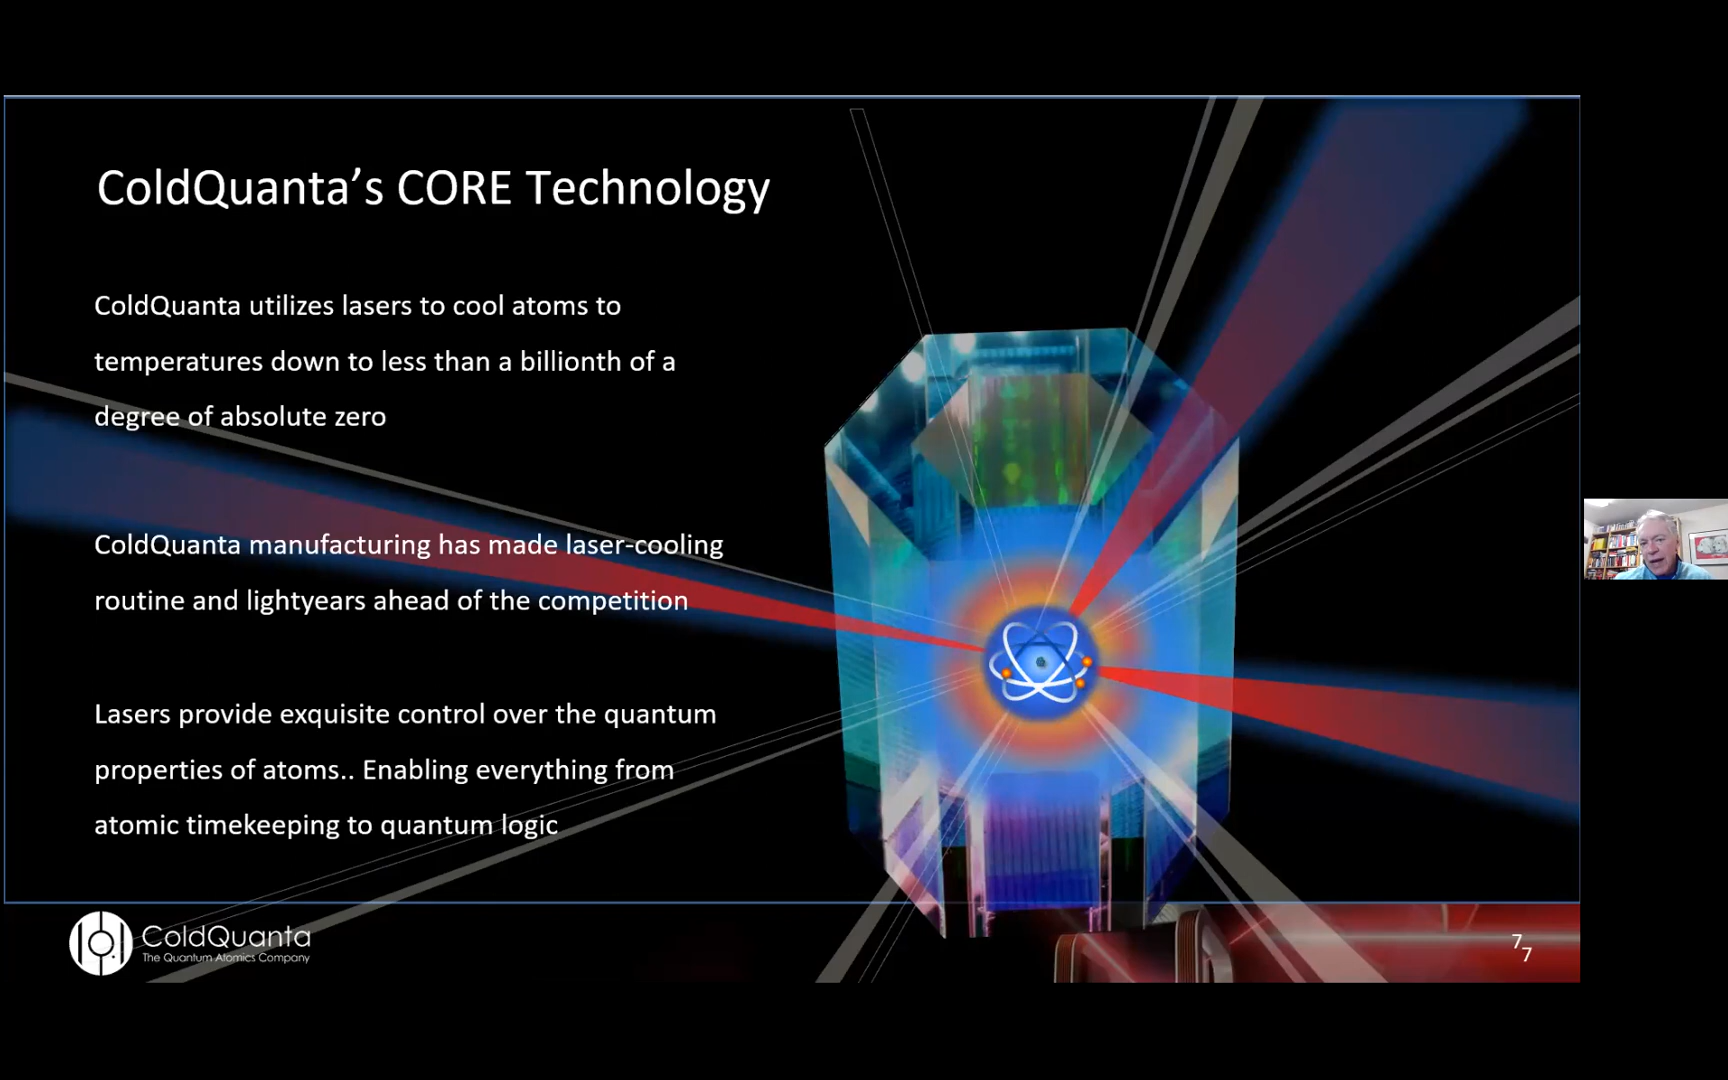 ColdQuanta’s CORE Technology
ColdQuanta utilizes lasers to cool atoms to
temperatures down to less than a billionth of a
degree of absolute zero
ColdQuanta manufacturing has made laser-cooling
routine and lightyears ahead of the competition
Lasers provide exquisite control over the quantum
properties of atoms.. Enabling everything from
atomic timekeeping to quantum logic
ColdQuanta
The Quantum Atomics Company
7
7